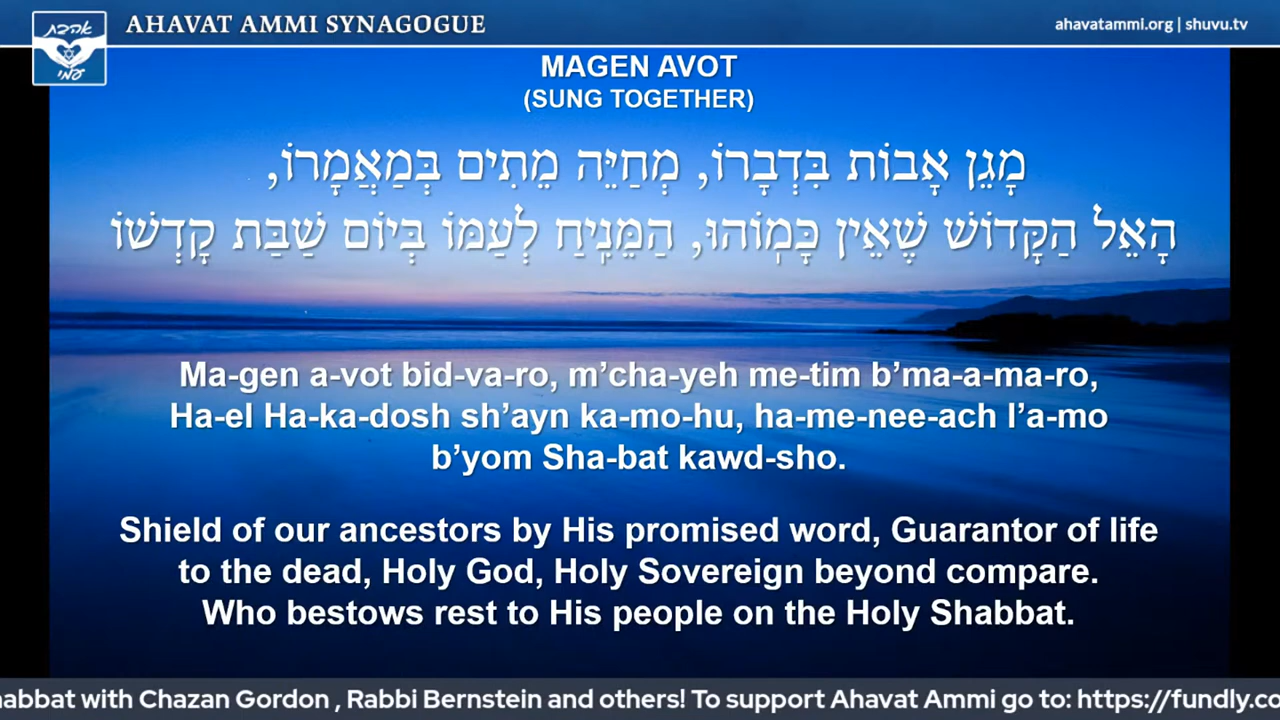 אהבת
עמי
AHAVAT AMMI SYNAGOGUE
ahavatammi.org | shuvu.tv
MAGEN AVOT
(SUNG TOGETHER)
מָגֵן אָבוֹת בִּדְבָרוֹ, מְחַיֵּה מֵתִים בְּמַאֲמָרוֹ,
הָאֵל הַקָּדוֹשׁ שֶׁאֵין כָּמֽוֹהוּ, הַמֵּנִֽיחַ לְעַמּוֹ בְּיוֹם שַׁבַּת קָדְשׁוֹ
Ma-gen a-vot bid-va-ro, m’cha-yeh me-tim b’ma-a-ma-ro,
Ha-el Ha-ka-dosh sh’ayn ka-mo-hu, ha-me-nee-ach l’a-mo
b’yom Sha-bat kawd-sho.
Shield of our ancestors by His promised word, Guarantor of life
to the dead, Holy God, Holy Sovereign beyond compare.
Who bestows rest to His people on the Holy Shabbat.
abbat with Chazan Gordon , Rabbi Bernstein and others! To support Ahavat Ammi go to: https://fundly.co